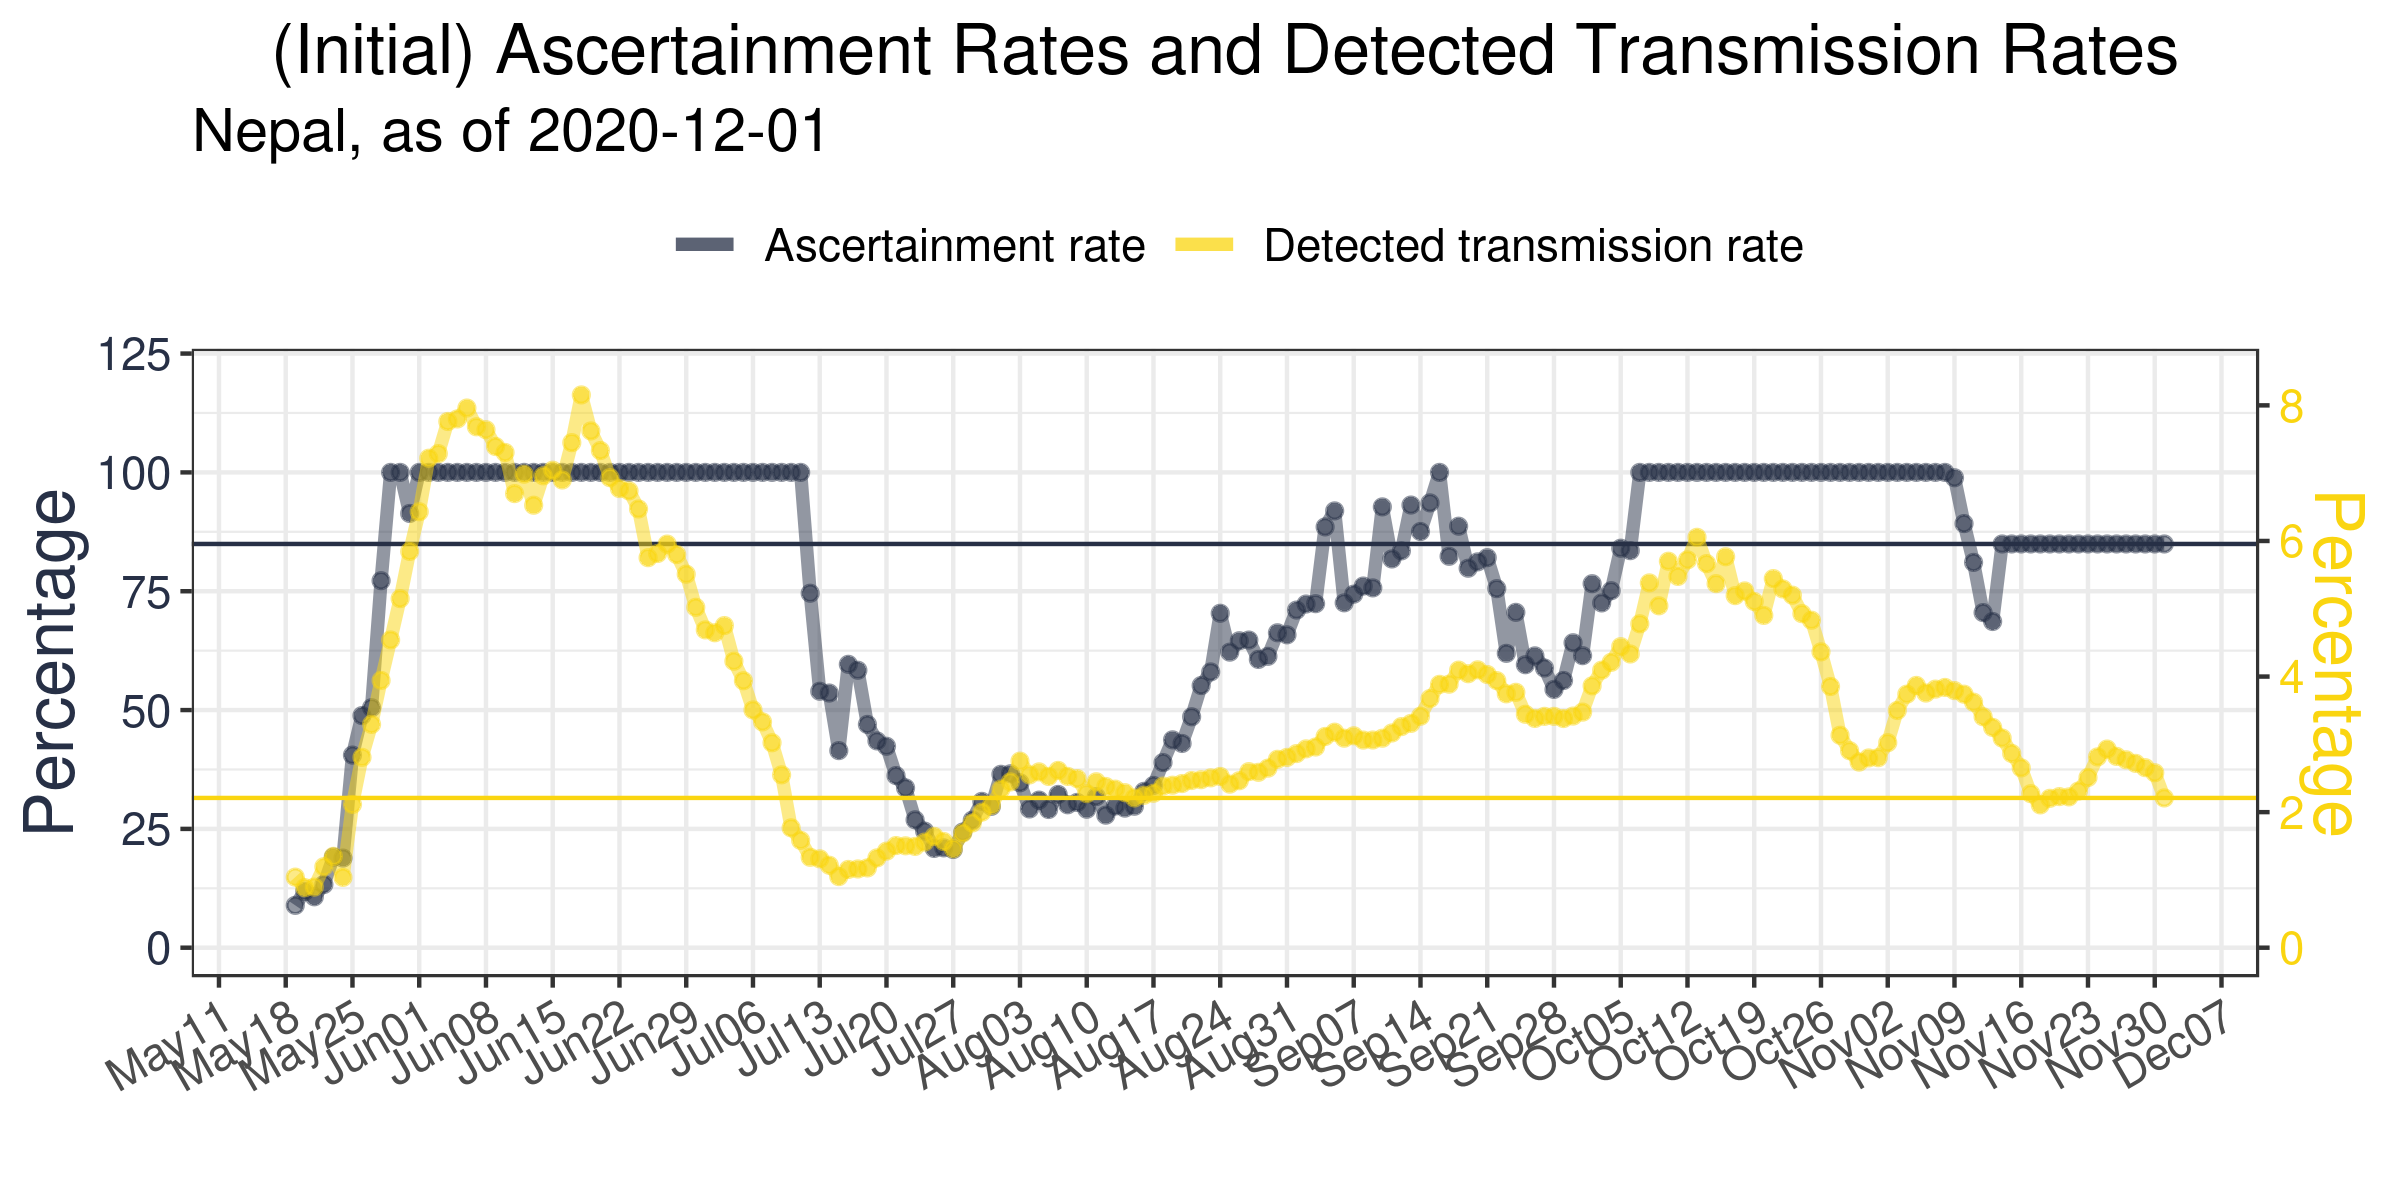 (Initial) Ascertainment Rates and Detected Transmission Rates
Nepal, as of 2020-12-01
Ascertainment rate
Detected transmission rate
Percentage
125
100
75
50
25
0
8
6
4
2
0
Percentage
May11
May18
May25
Jun01
Jun08
Jun15
Jun22
Jun29
Jul06
Jul13
Jul20
Jul27
Aug03
Aug10
Aug17
Aug24
Aug31
Sep07
Sep14
Sep21
Sep28
Oct05
Oct12
Oct19
Oct26
Nov02
Nov09
Nov16
Nov23
Nov30
Dec07